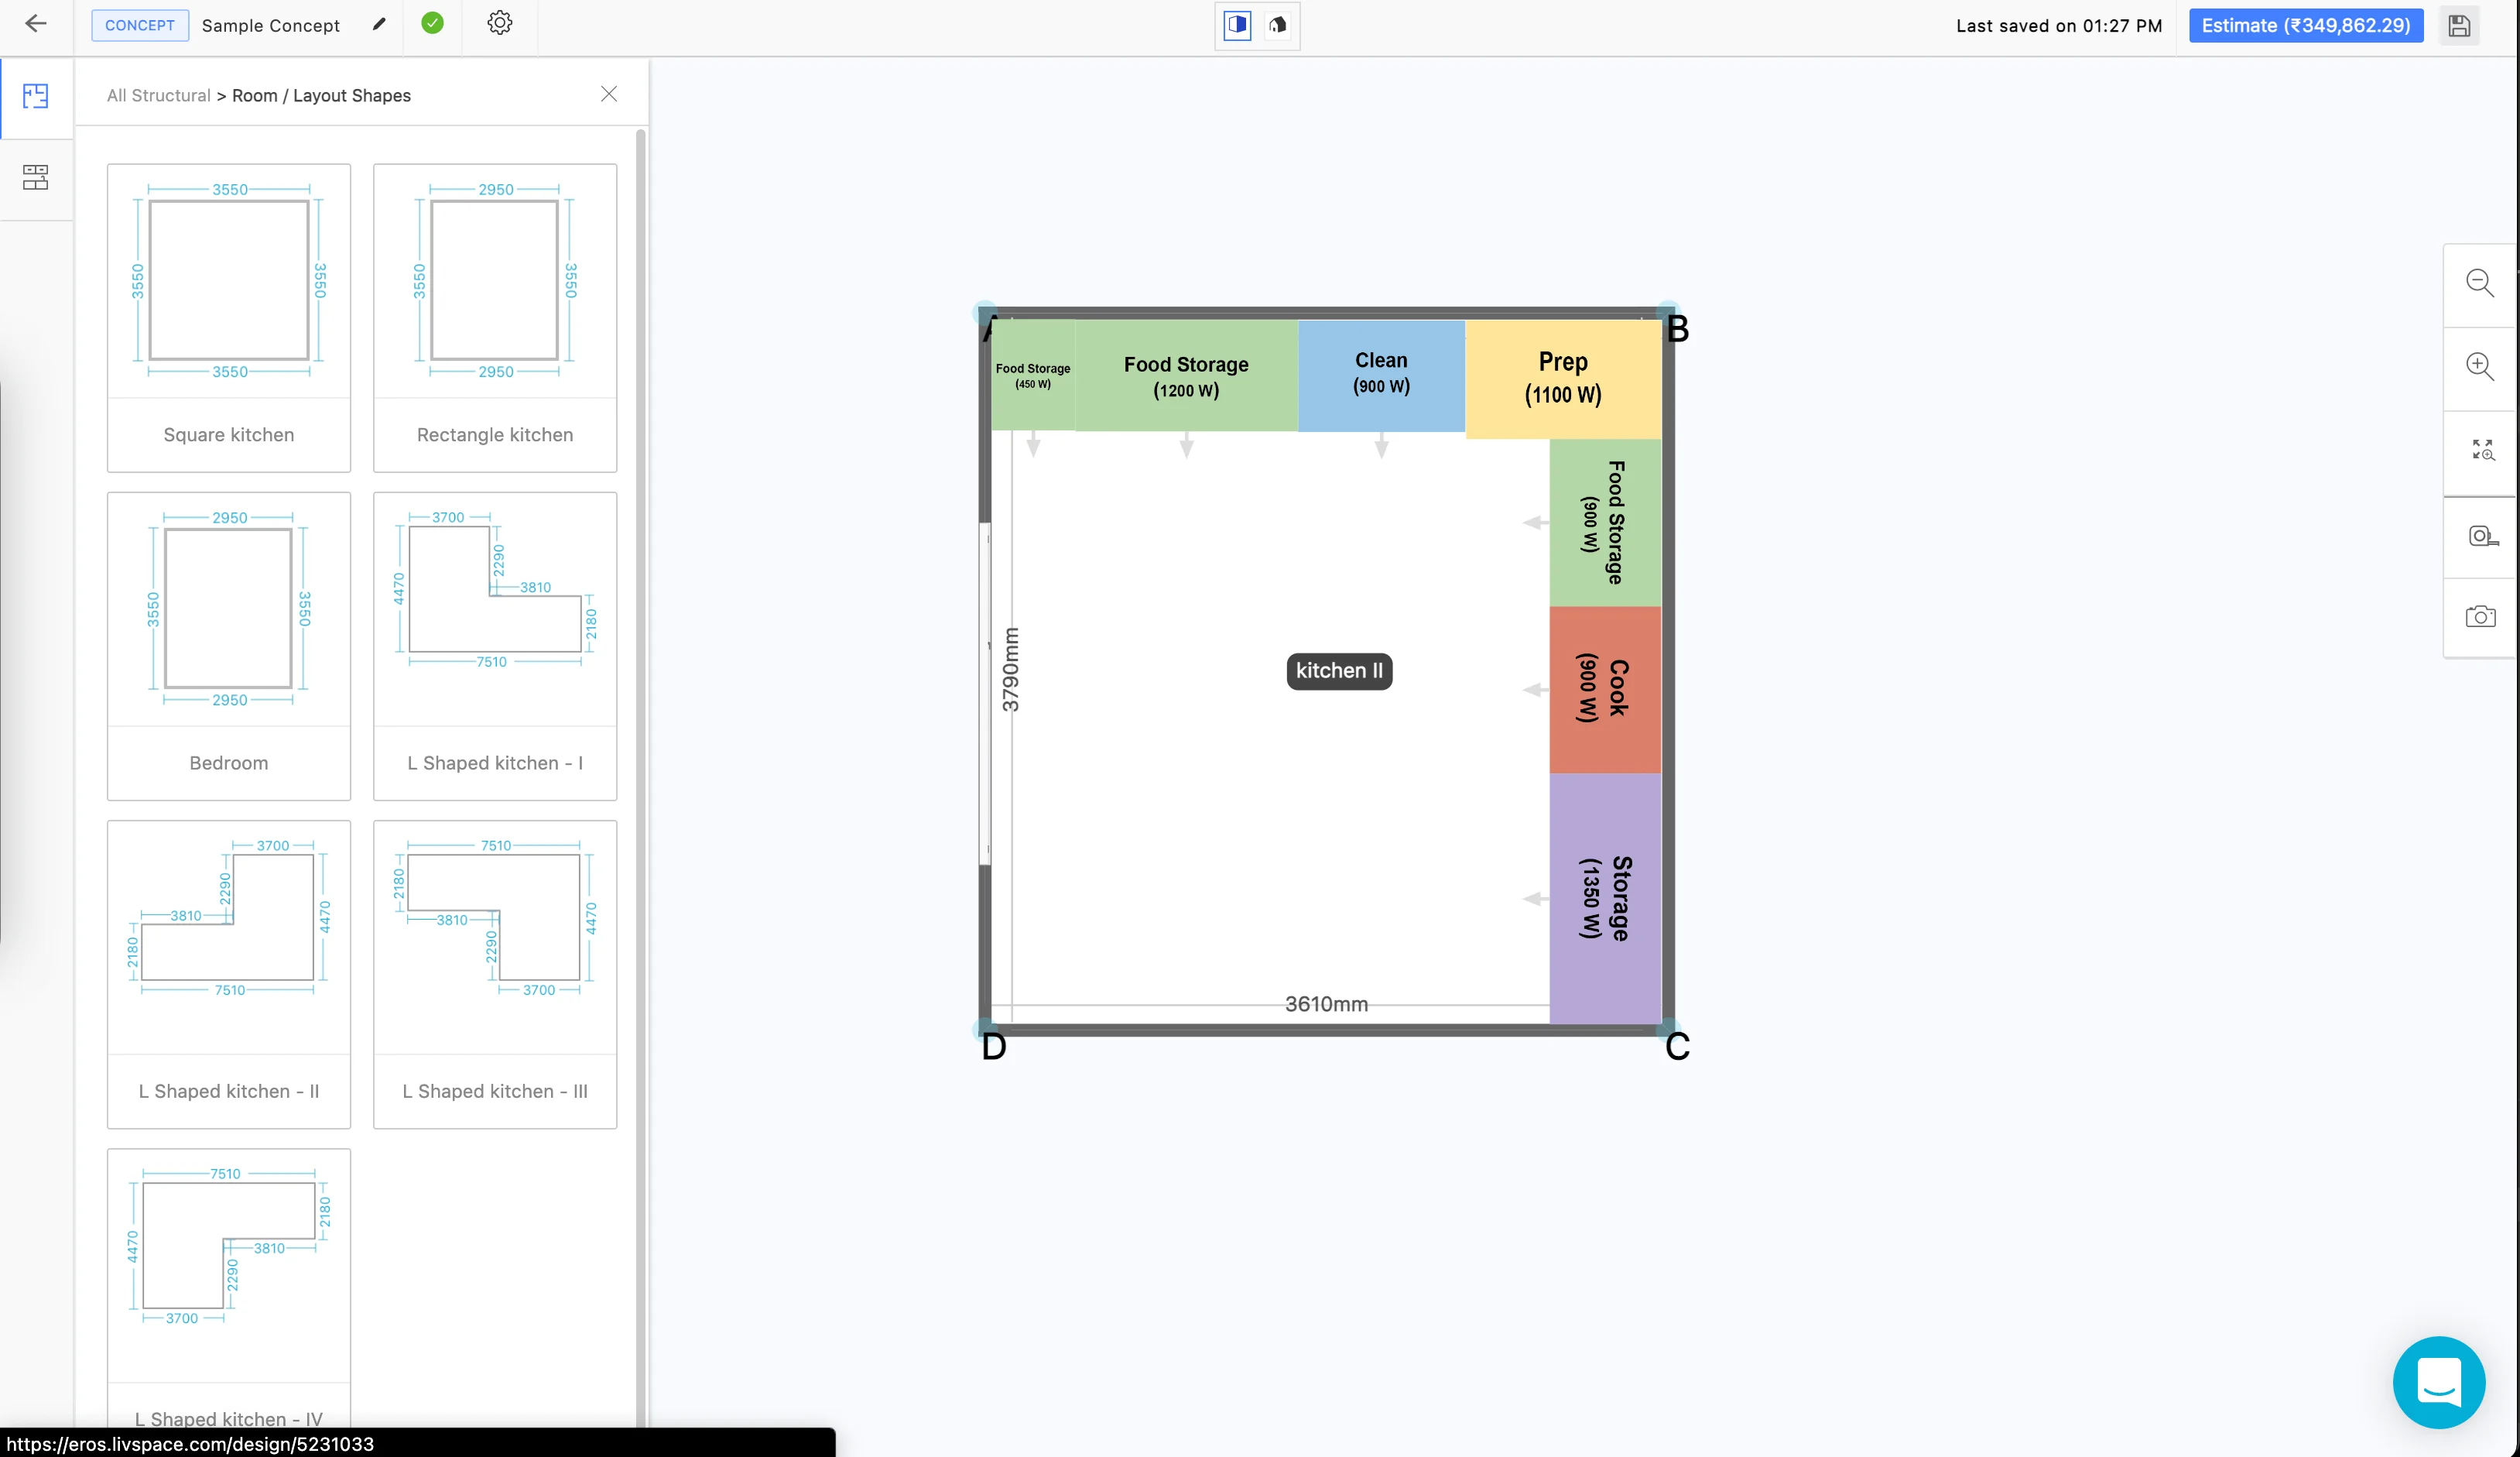 CONCEPT Sample Concept
Last saved on 01:27 PM
Estimate (₹349,862.29)
All Structural > Room / Layout Shapes
3550
3550
3550
3550
Square kitchen
2950
3550
3550
2950
Rectangle kitchen
2950
3550
3550
2950
Bedroom
3700
4470
2290
3810
2180
7510
L Shaped kitchen - I
3700
2290
3810
4470
2180
7510
L Shaped kitchen - II
7510
2180
3810
4470
2290
3700
L Shaped kitchen - III
7510
2180
4470
3810
2290
3700
L Shaped kitchen - IV
A
B
Food Storage
(450 W)
Food Storage
(1200 W)
Clean
(900 W)
Prep
(1100 W)
Food Storage
(900 W)
Cook
(900 W)
Storage
(1350 W)
kitchen II
3790mm
3610mm
D
C
https://eros.livspace.com/design/5231033